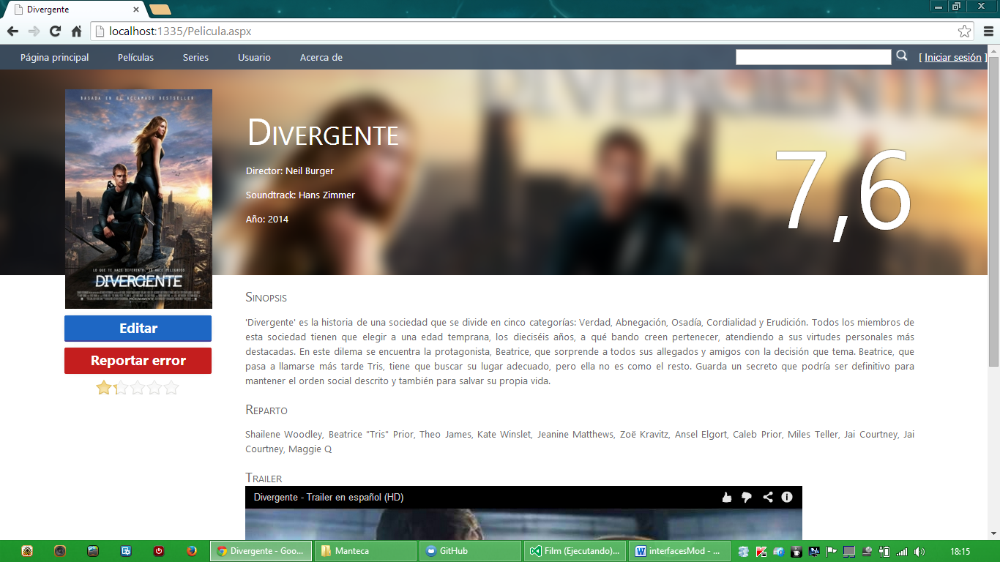 Divergente
localhost:1335/Pelicula.aspx
Página principal Películas Series Usuario Acerca de [ Iniciar sesión ]
DIVERGENTE
BASADA EN EL ACLAMADO BESTSELLER
LO QUE TE HACE DIFERENTE, TE HACE PELIGROSO
DIVERGENTE
PRÓXIMAMENTE
Divergente
Director: Neil Burger
Soundtrack: Hans Zimmer
Año: 2014
7,6
Editar
Reportar error
Sinopsis
'Divergente' es la historia de una sociedad que se divide en cinco categorías: Verdad, Abnegación, Osadía, Cordialidad y Erudición. Todos los miembros de
esta sociedad tienen que elegir a una edad temprana, los dieciséis años, a qué bando creen pertenecer, atendiendo a sus virtudes personales más
destacadas. En este dilema se encuentra la protagonista, Beatrice, que sorprende a todos sus allegados y amigos con la decisión que tema. Beatrice, que
pasa a llamarse más tarde Tris, tiene que buscar su lugar adecuado, pero ella no es como el resto. Guarda un secreto que podría ser definitivo para
mantener el orden social descrito y también para salvar su propia vida.
Reparto
Shailene Woodley, Beatrice "Tris" Prior, Theo James, Kate Winslet, Jeanine Matthews, Zoë Kravitz, Ansel Elgort, Caleb Prior, Miles Teller, Jai Courtney, Jai
Courtney, Maggie Q
Trailer
Divergente - Trailer en español (HD)
Divergente - Goo... Manteca GitHub Film (Ejecutando)... interfacesMod - ... 18:15